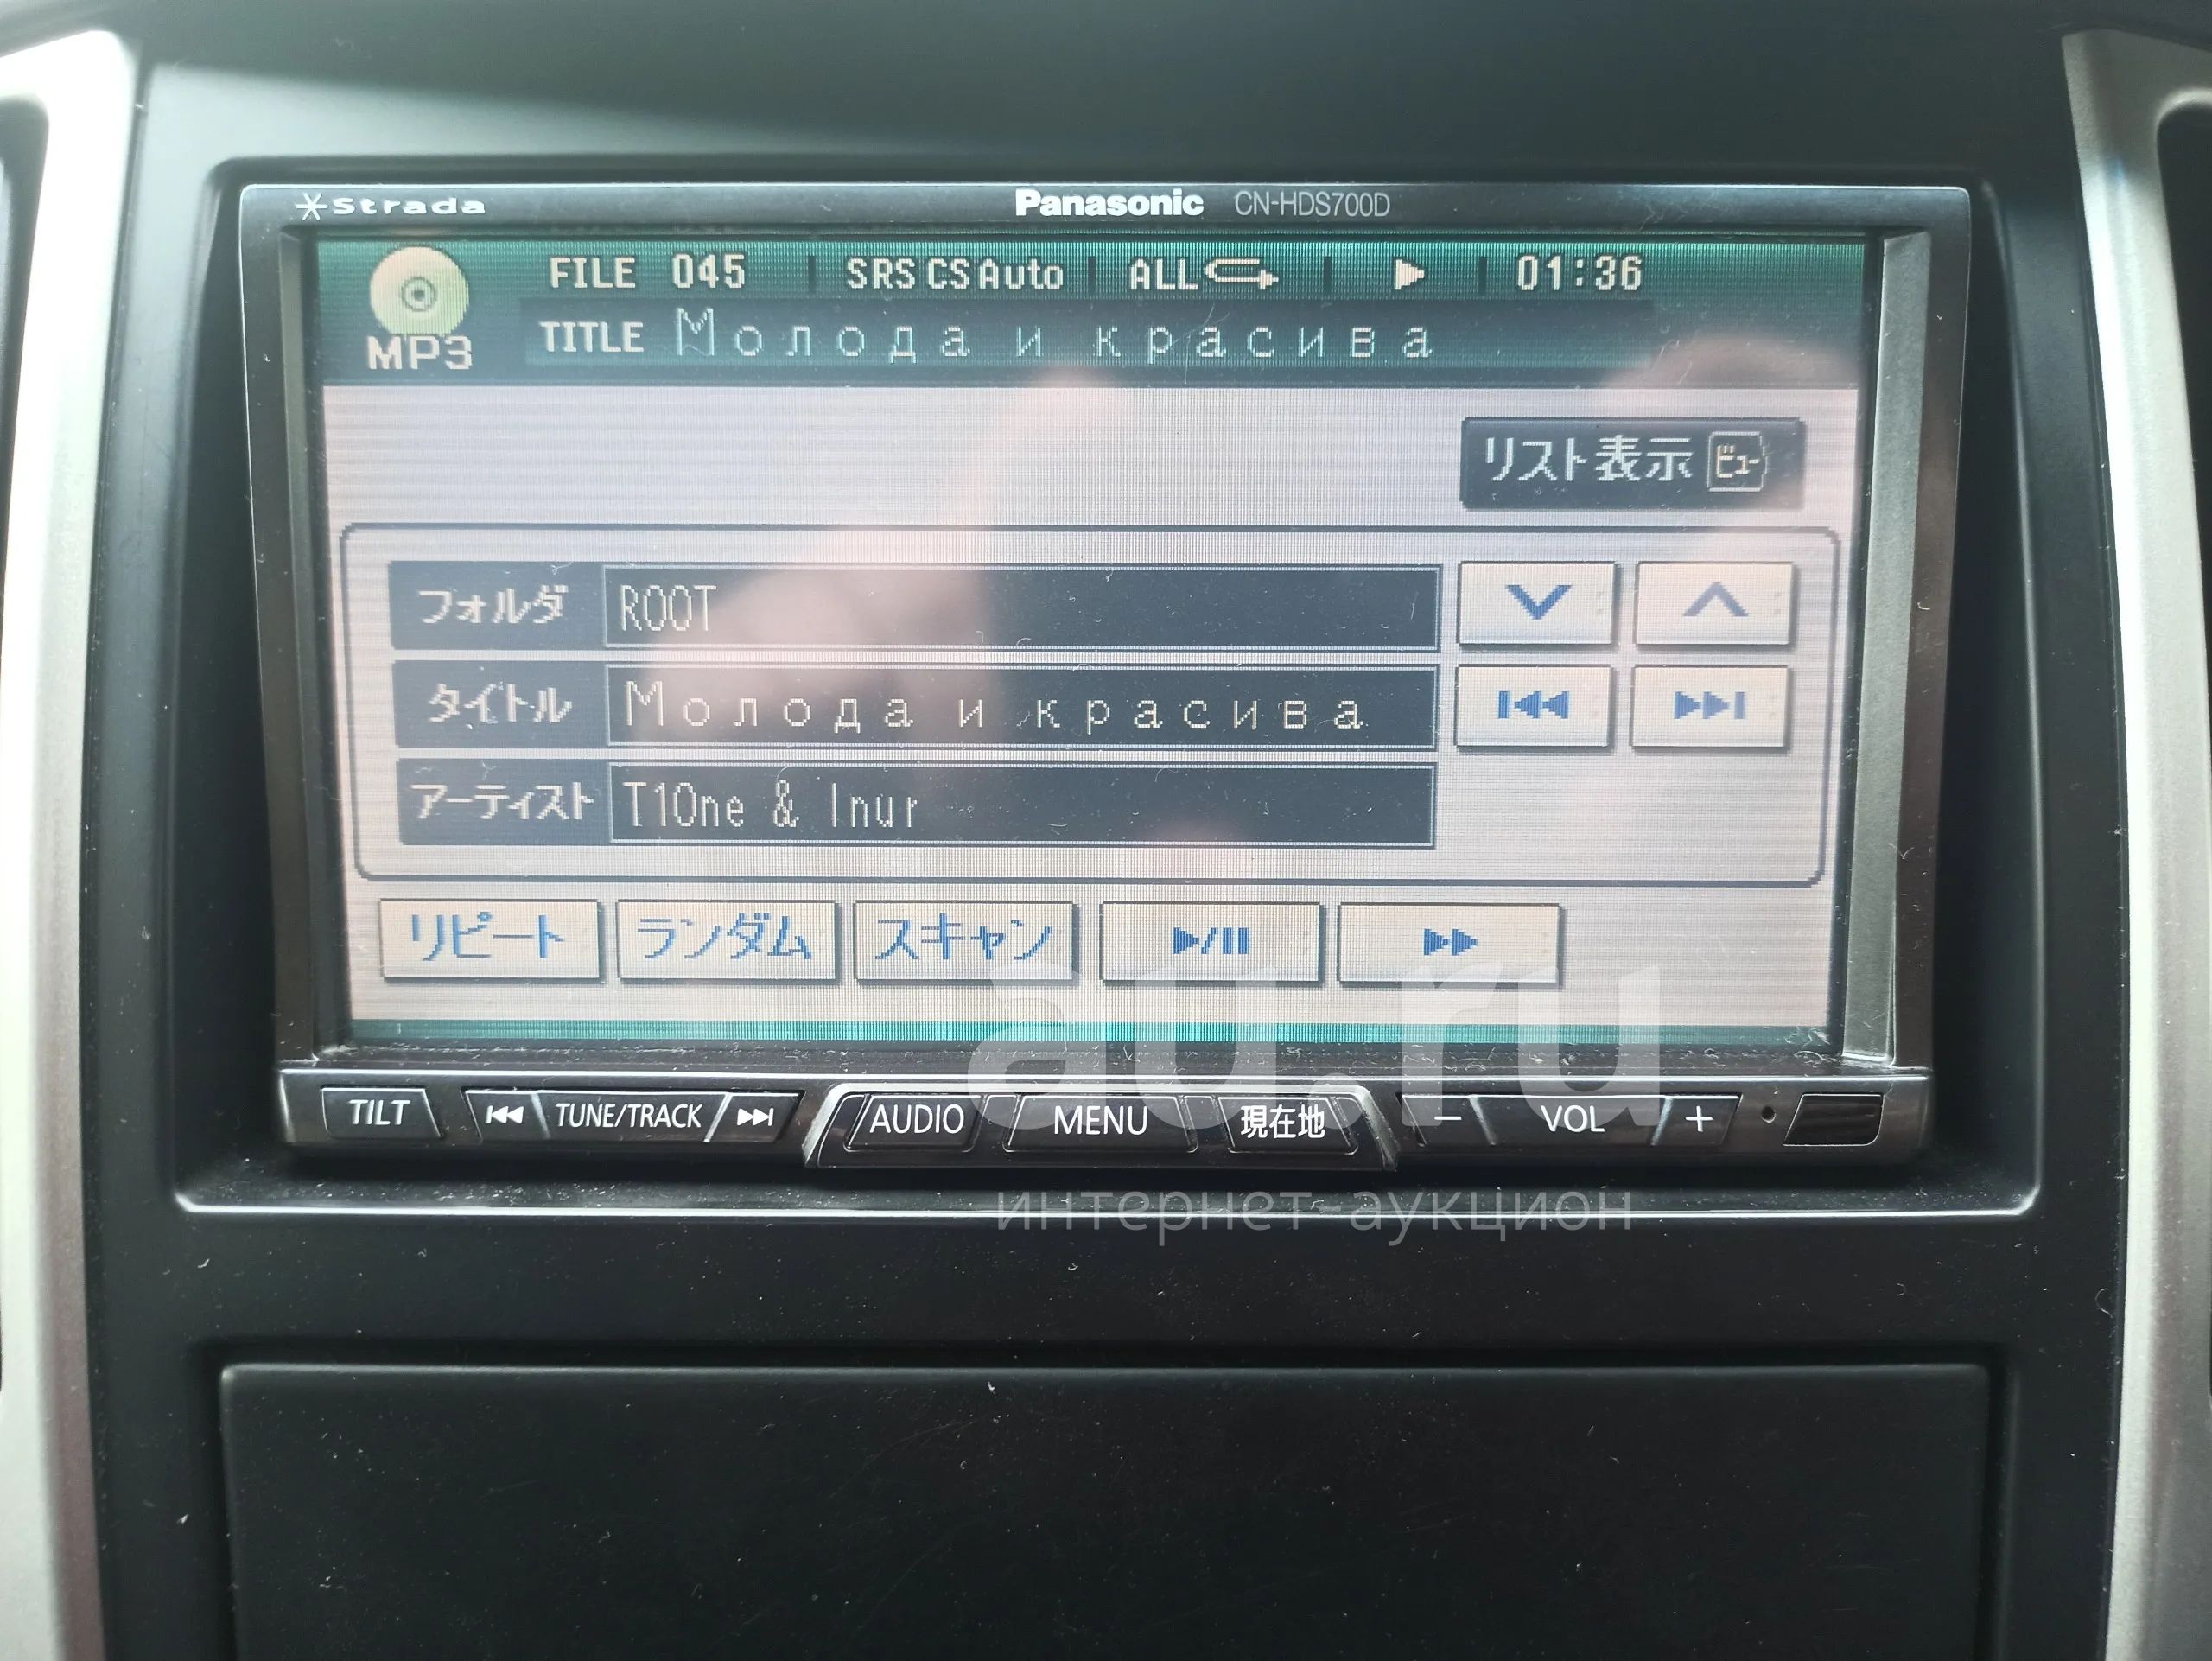 Strada Panasonic CN-HDS700D
FILE 045 SRS CS Auto ALL 01:36
MP3 TITLE Молода и красива
リスト表示 ビュー
フォルダ ROOT
タイトル Молода и красива
アーティスト T1One & Inur
リピート ランダム スキャン
au.ru
TILT TUNE/TRACK AUDIO MENU 現在地 － VOL ＋
интернет-аукцион